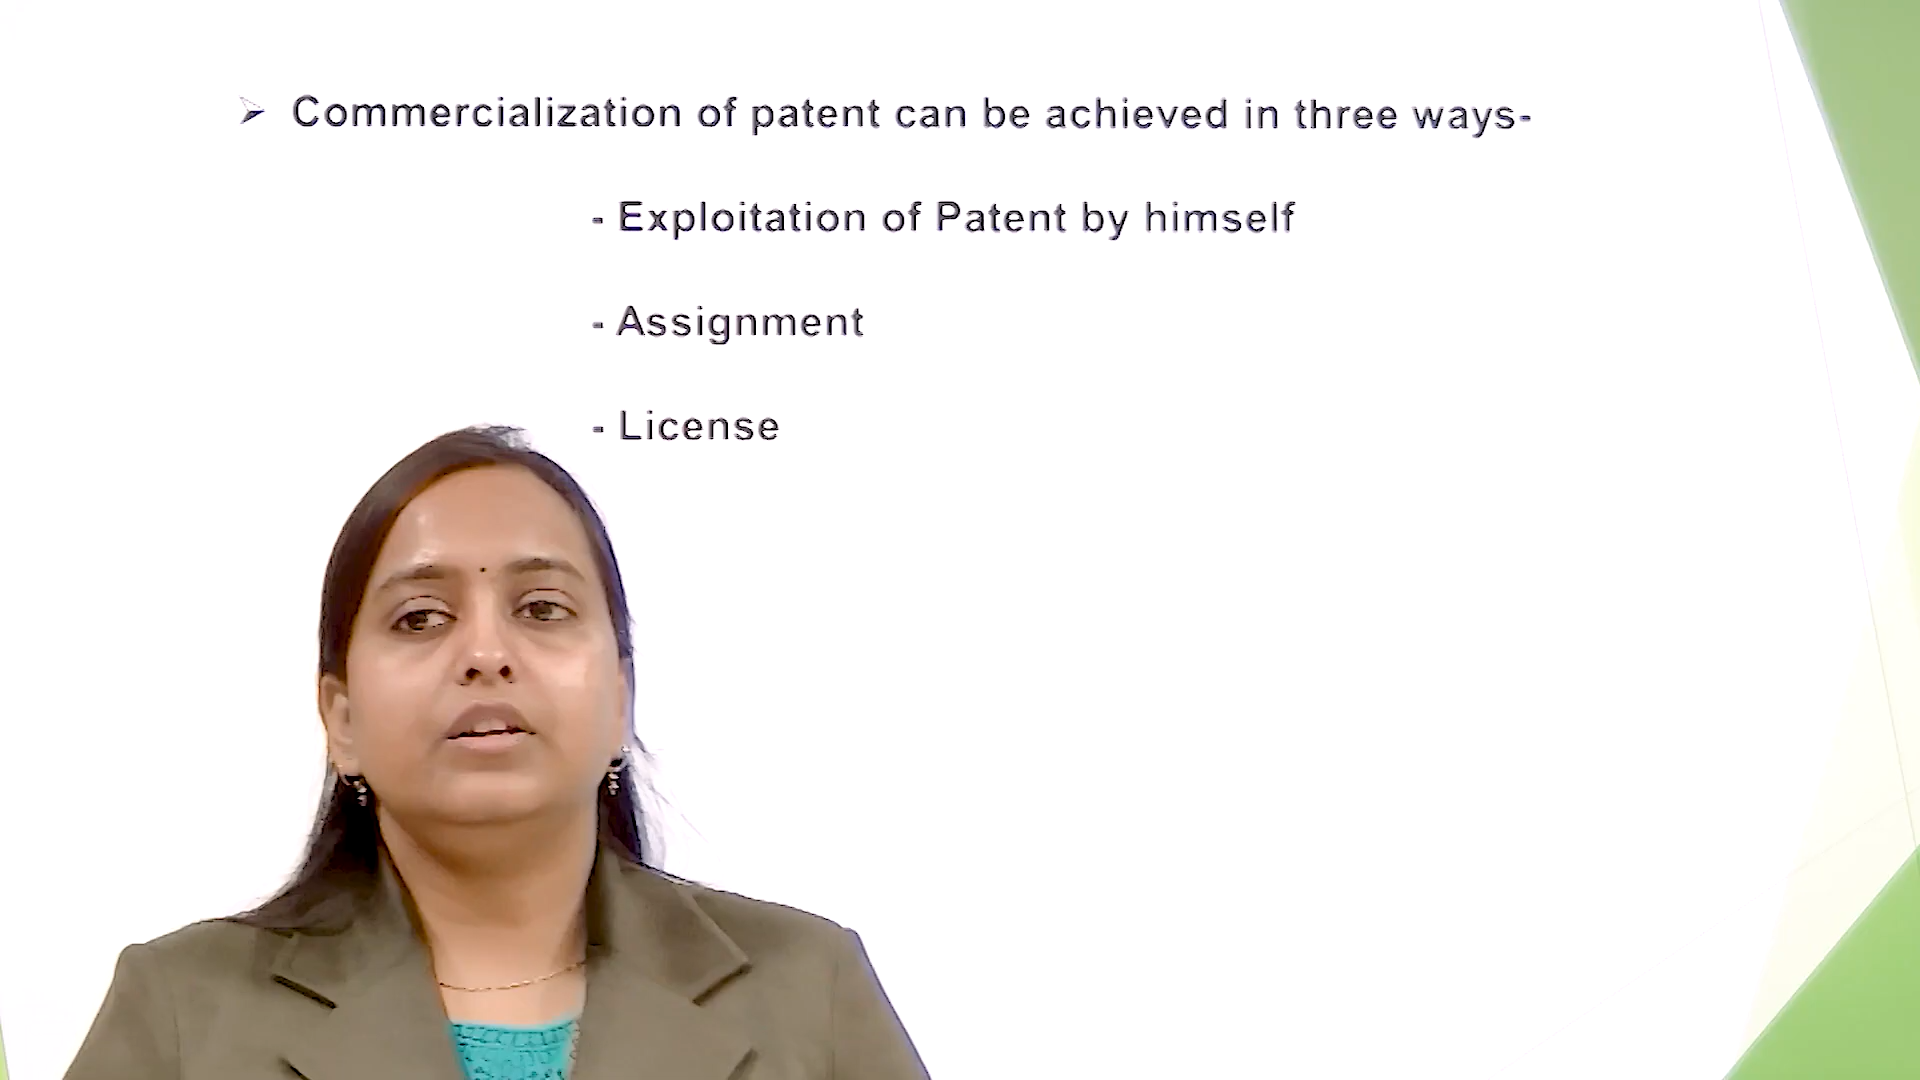 ➢ Commercialization of patent can be achieved in three ways-
- Exploitation of Patent by himself
- Assignment
- License